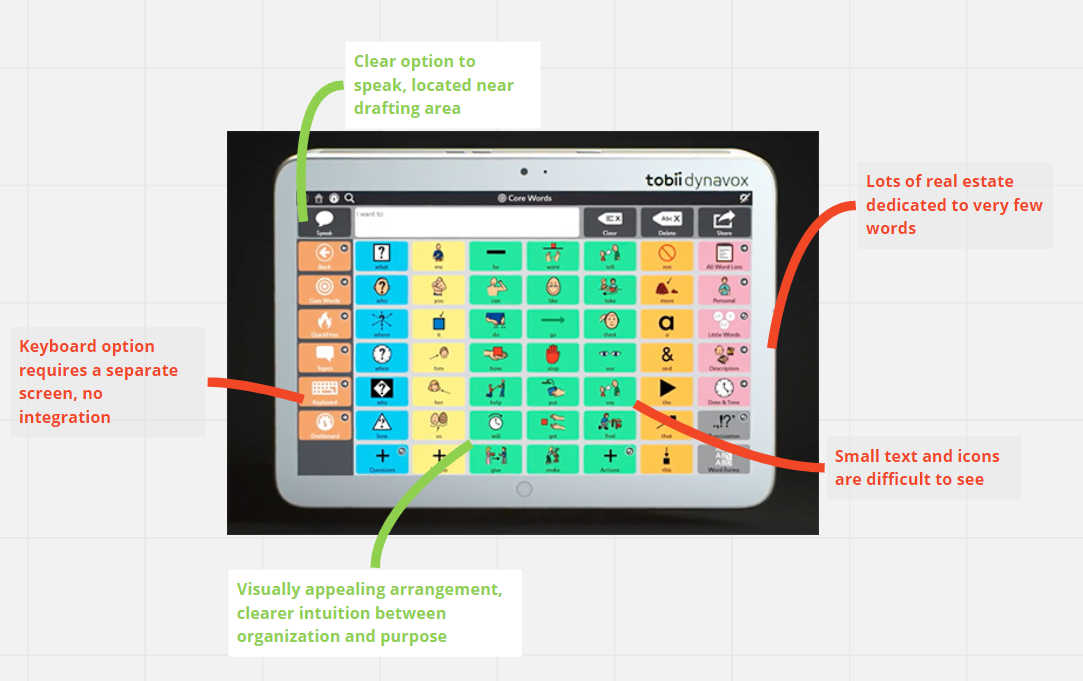 Clear option to
speak, located near
drafting area
tobii dynavox
Core Words
I want to
Speak
Clear
Delete
Share
Back
what
me
be
want
tell
not
All Word Lists
Core Words
who
you
can
like
take
more
Personal
QuickFires
where
it
do
go
think
a
Little Words
Topics
when
him
have
stop
see
and
Description
Keyboard
why
her
help
put
say
the
Date & Time
Dashboard
how
us
will
get
find
that
Questions
give
make
Actions
this
Word Forms
Lots of real estate
dedicated to very few
words
Keyboard option
requires a separate
screen, no
integration
Small text and icons
are difficult to see
Visually appealing arrangement,
clearer intuition between
organization and purpose